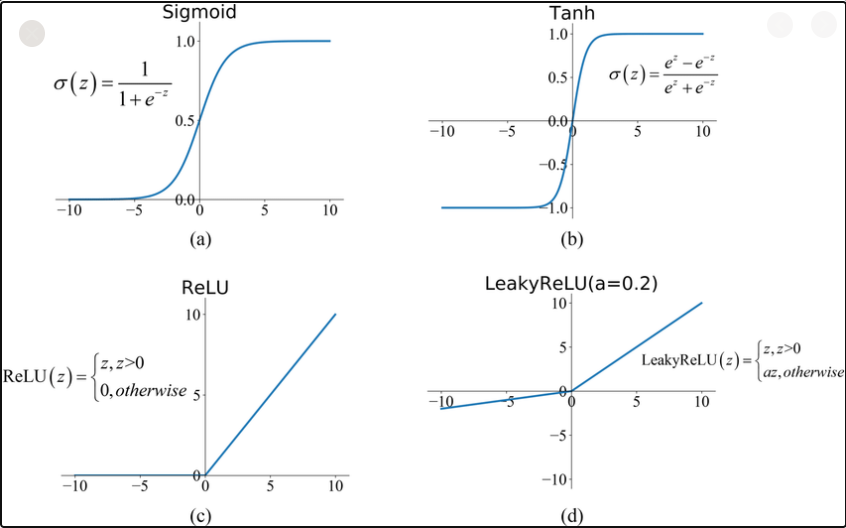 Sigmoid
σ(z)=1/(1+e^{-z})
1.0
0.5
0.0
−10 −5 0 5 10
(a)
Tanh
σ(z)=(e^{z}−e^{-z})/(e^{z}+e^{-z})
1.0
0.5
0.0
−10 −5 0 5 10
−0.5
−1.0
(b)
ReLU
ReLU(z)={z, z>0
0, otherwise
10
5
0
−10 −5 0 5 10
(c)
LeakyReLU(a=0.2)
LeakyReLU(z)={z, z>0
az, otherwise
10
5
0
−10 −5 0 5 10
−5
−10
(d)